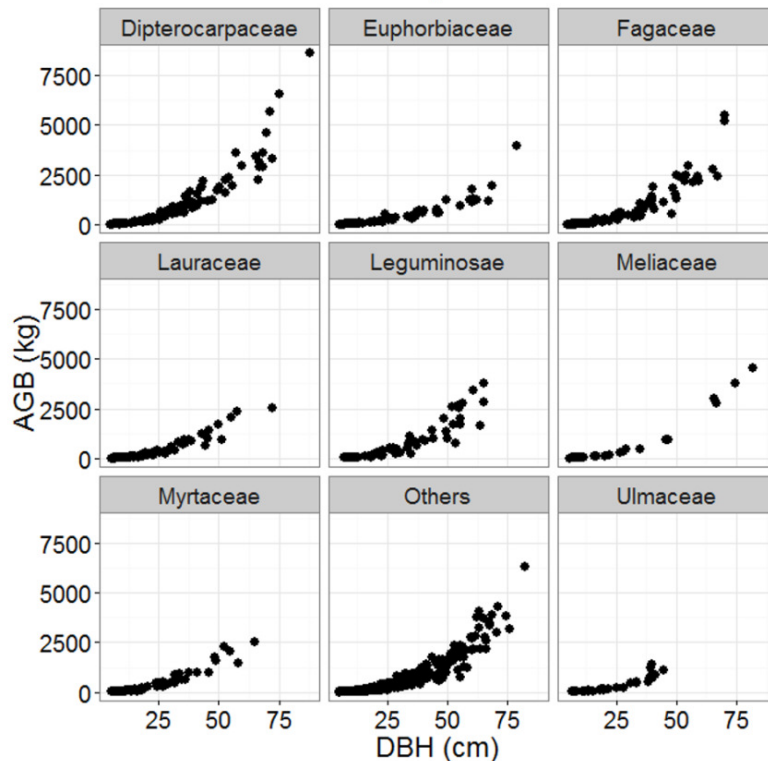 Dipterocarpaceae Euphorbiaceae Fagaceae
7500
5000
2500
0
Lauraceae Leguminosae Meliaceae
7500
5000
2500
0
AGB (kg)
Myrtaceae Others Ulmaceae
7500
5000
2500
0
25 50 75 25 50 75 25 50 75
DBH (cm)